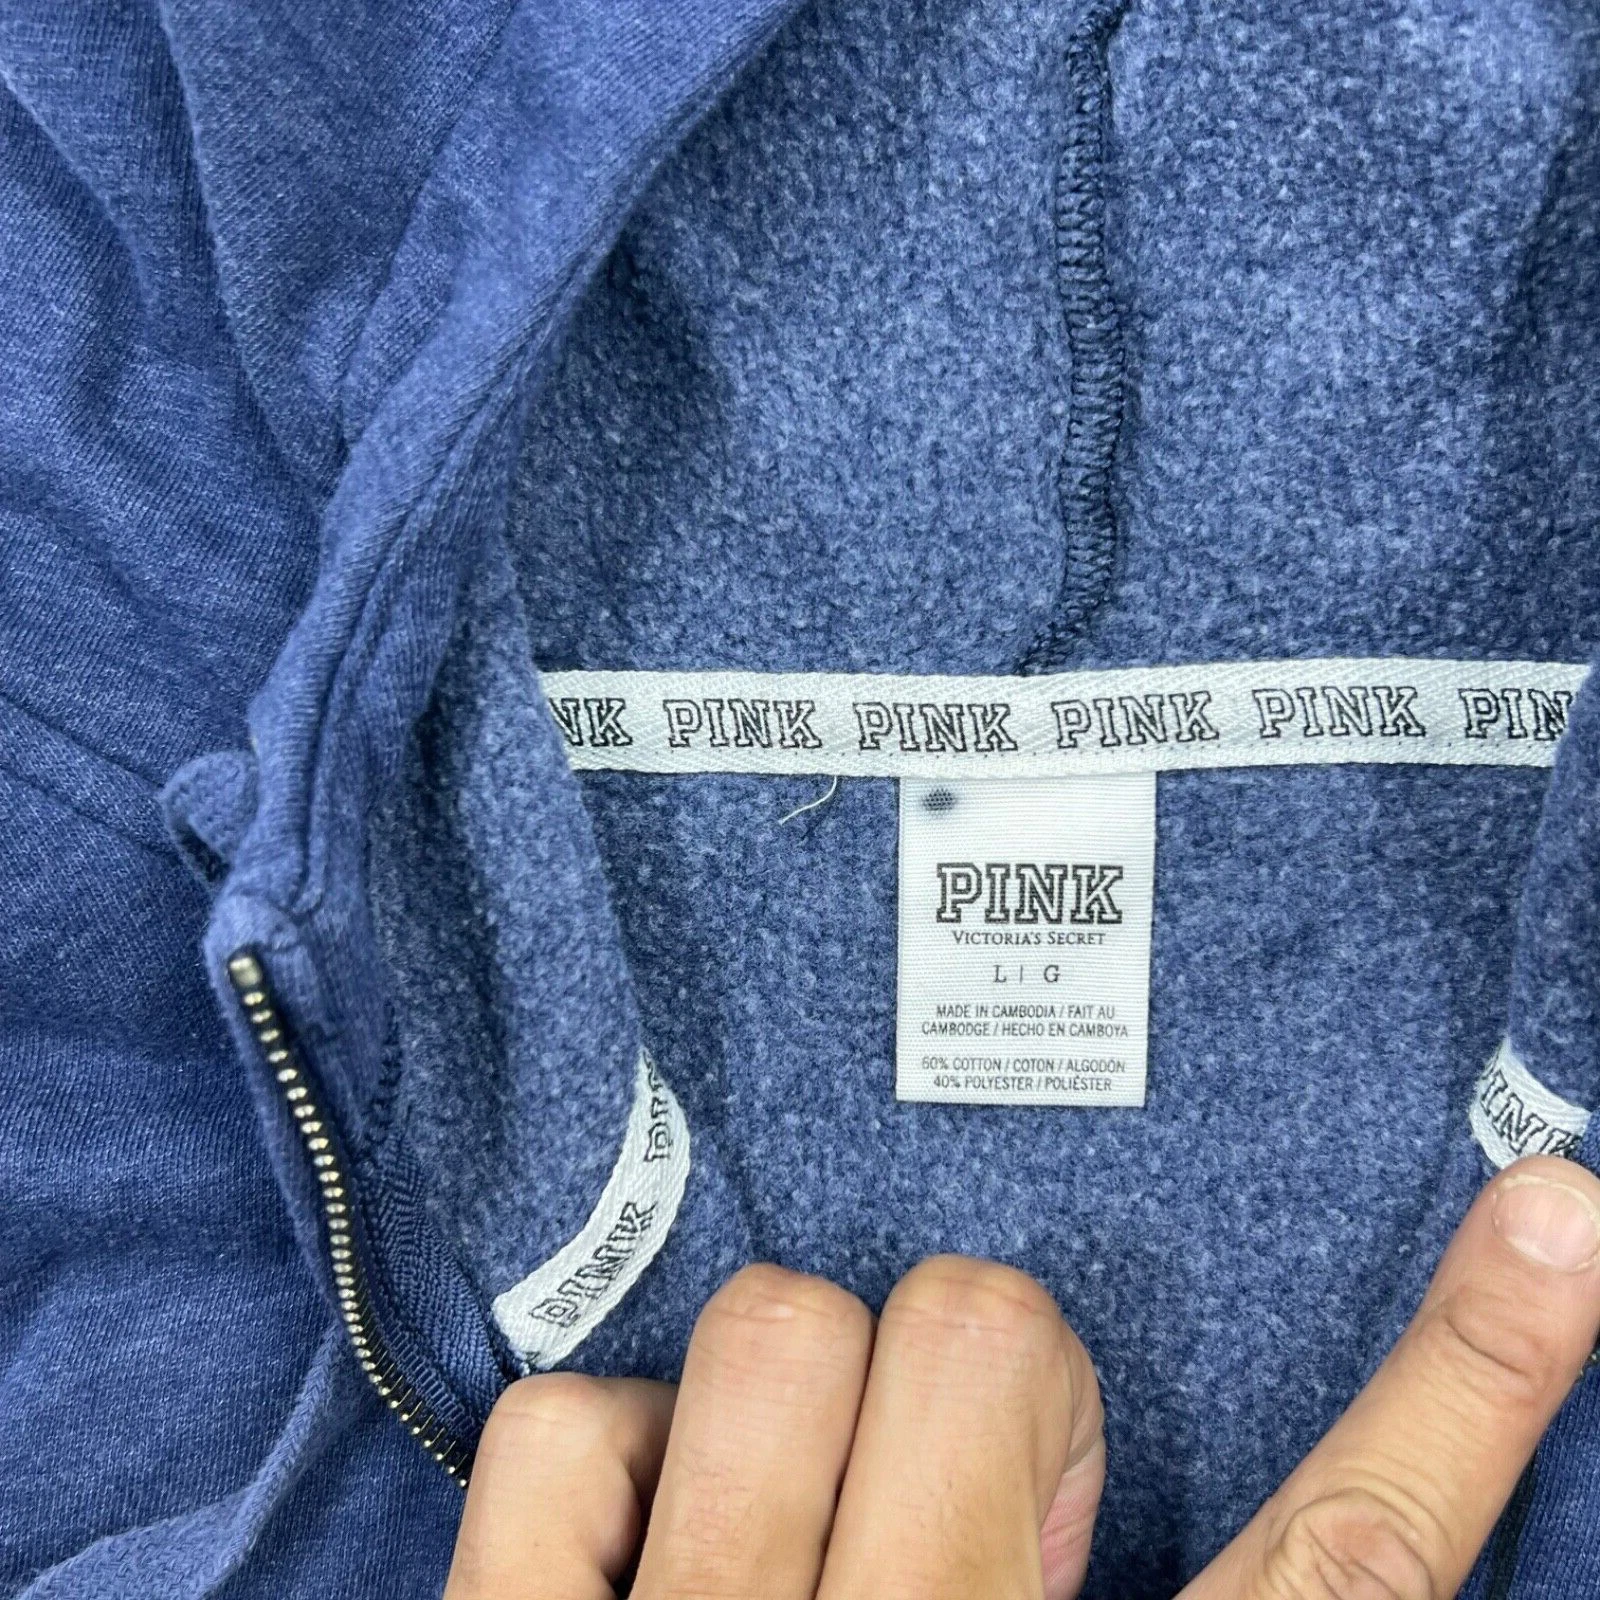 NK PINK PINK PINK PINK PIN
PINK
VICTORIA'S SECRET
L | G
MADE IN CAMBODIA / FAIT AU
CAMBODGE / HECHO EN CAMBOYA
60% COTTON / COTON / ALGODÓN
40% POLYESTER / POLIÉSTER
PINK
PINK